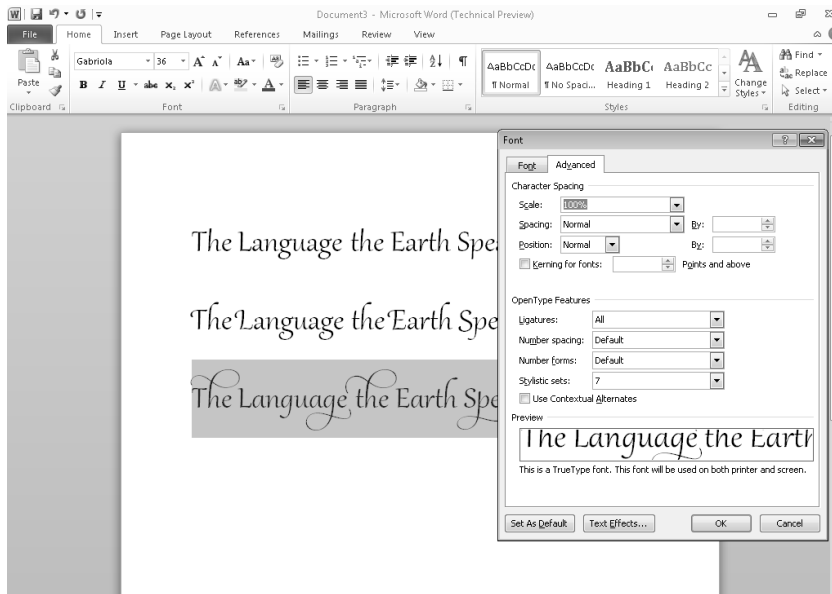 Document3 - Microsoft Word (Technical Preview)
File Home Insert Page Layout References Mailings Review View
Paste
Clipboard
Gabriola 36
B I U abc x₂ x² A A
Font
Paragraph
AaBbCcDc AaBbCcDc AaBbCc AaBbCc
¶ Normal ¶ No Spaci... Heading 1 Heading 2
Change Styles
Styles
Find
Replace
Select
Editing
The Language the Earth Spea
The Language the Earth Spe
The Language the Earth Spe
Font
Font Advanced
Character Spacing
Scale: 100%
Spacing: Normal By:
Position: Normal By:
Kerning for fonts: Points and above
OpenType Features
Ligatures: All
Number spacing: Default
Number forms: Default
Stylistic sets: 7
Use Contextual Alternates
Preview
The Language the Earth
This is a TrueType font. This font will be used on both printer and screen.
Set As Default Text Effects... OK Cancel